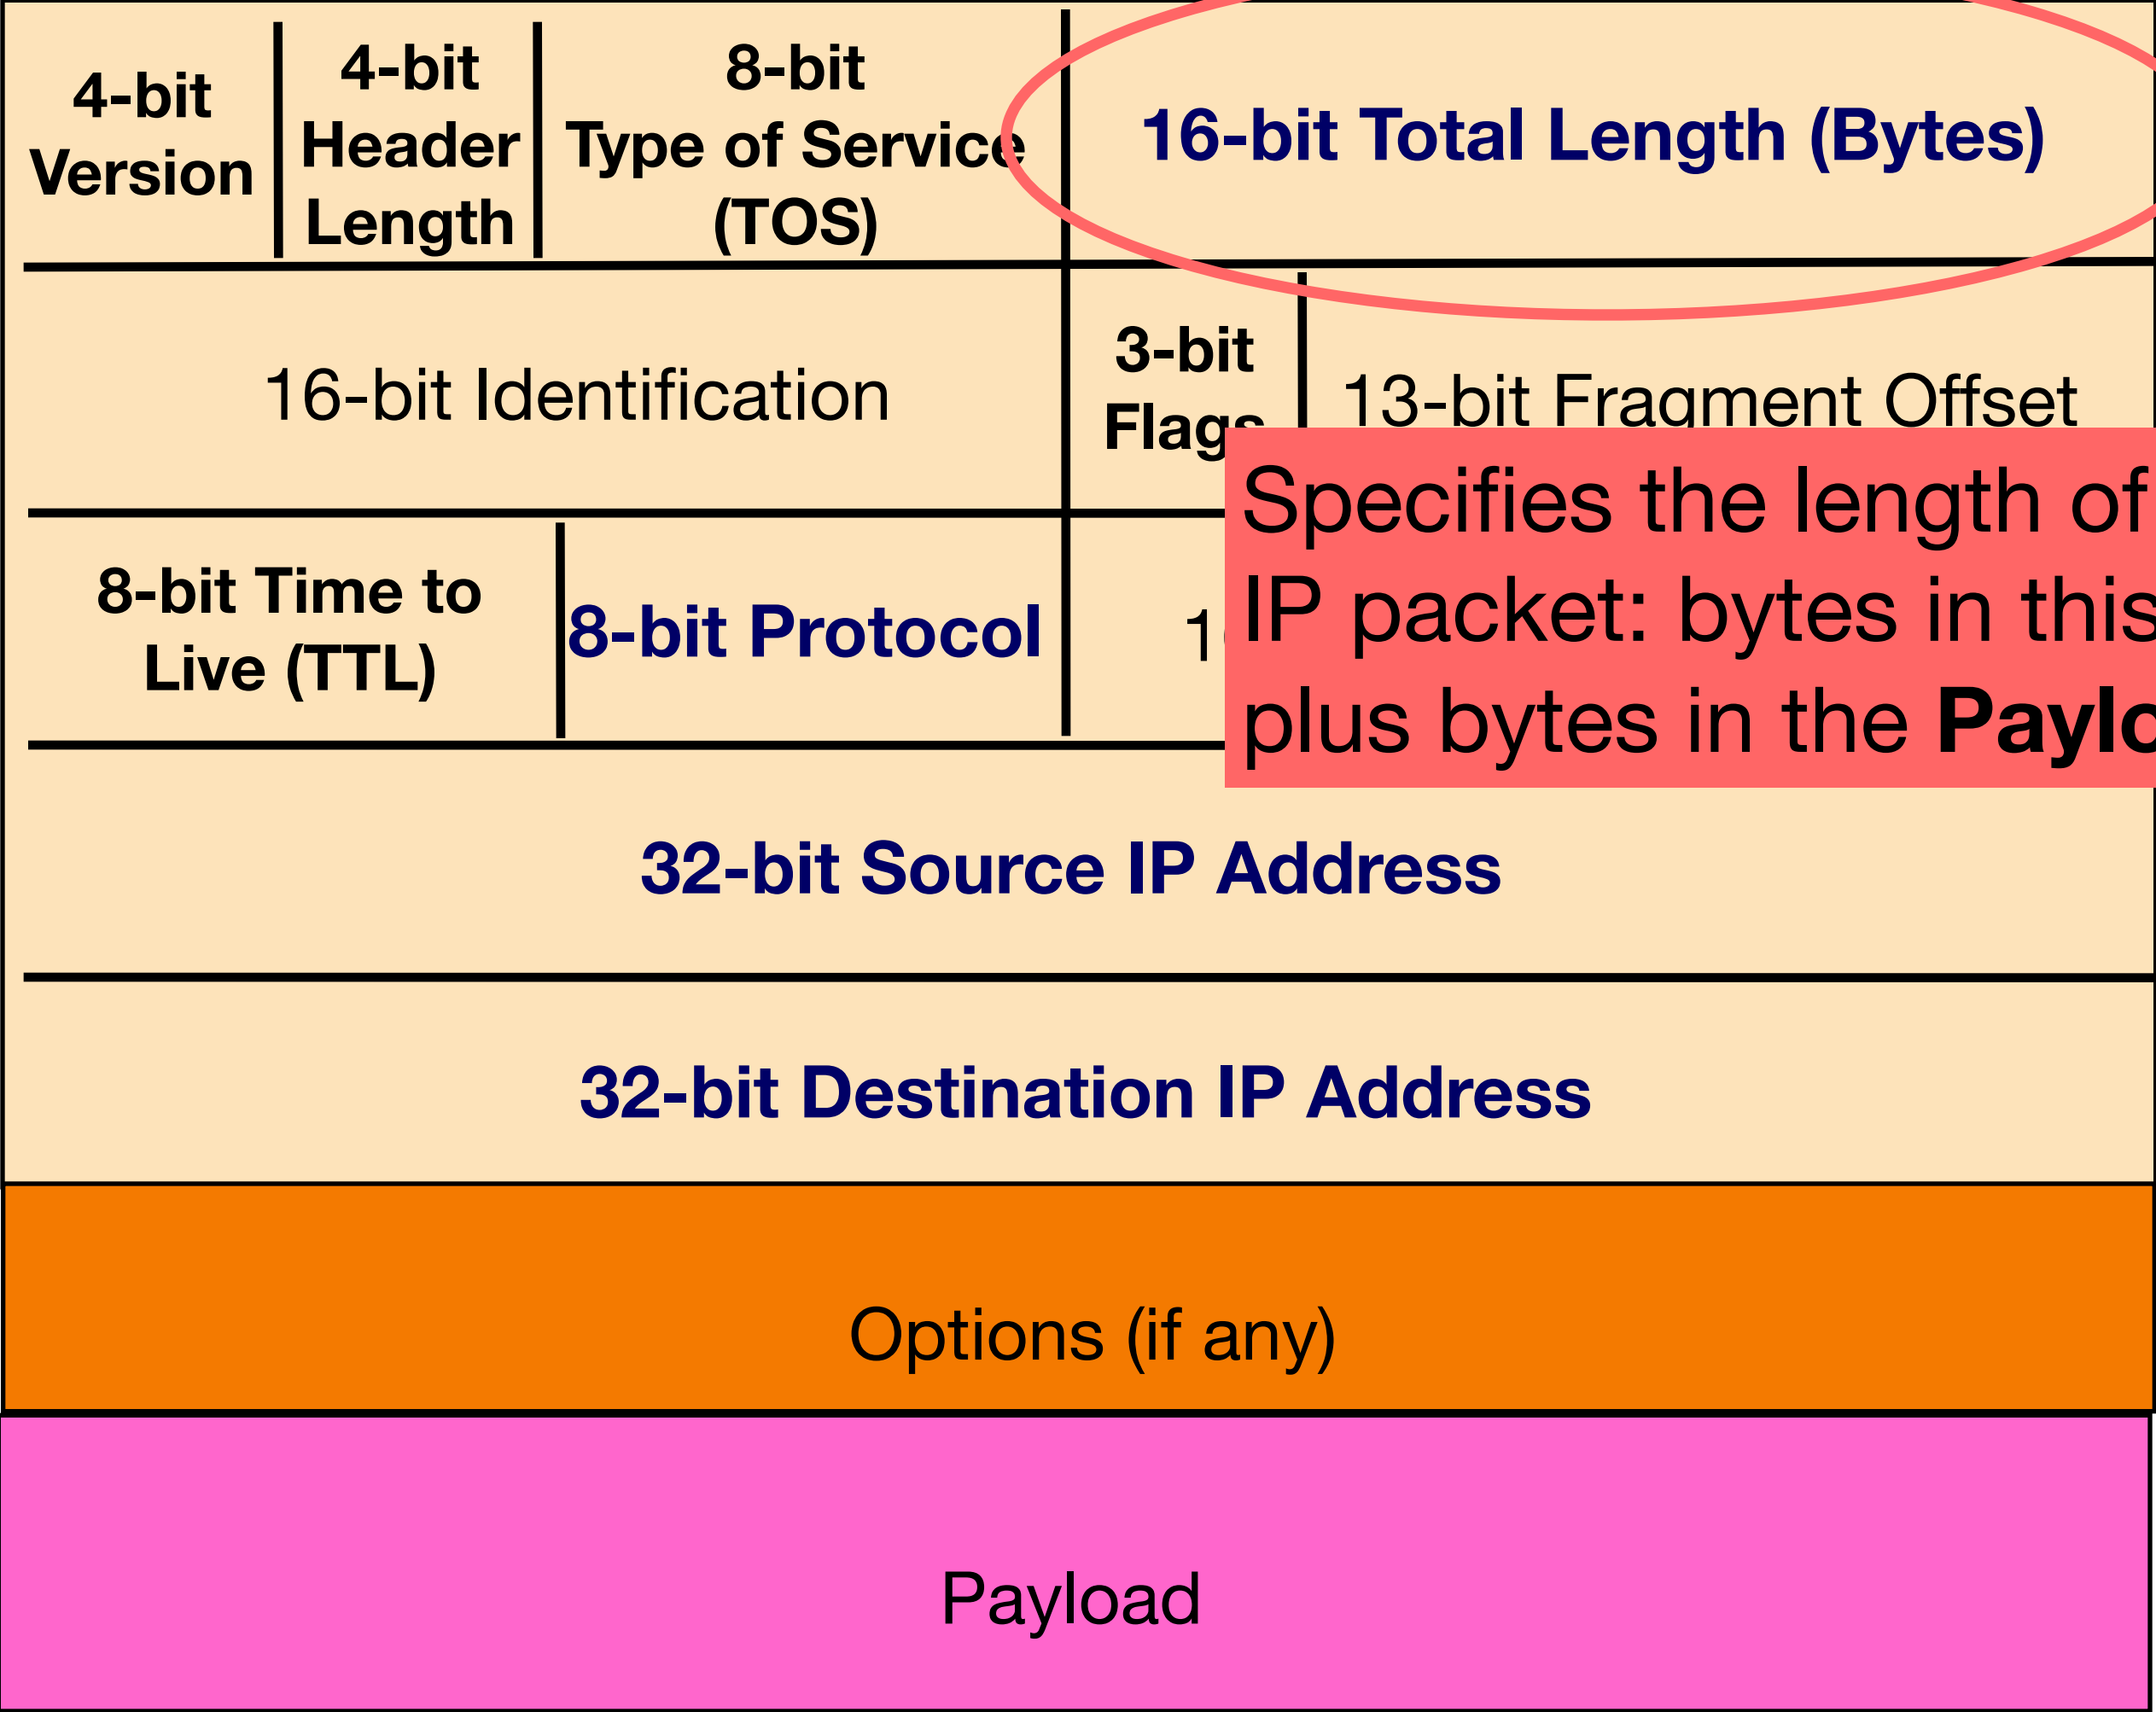 4-bit
Version
4-bit
Header
Length
8-bit
Type of Service
(TOS)
16-bit Total Length (Bytes)
16-bit Identification
3-bit
Flags
13-bit Fragment Offset
8-bit Time to
Live (TTL)
8-bit Protocol
Specifies the length of
IP packet: bytes in this
plus bytes in the
32-bit Source IP Address
32-bit Destination IP Address
Options (if any)
Payload